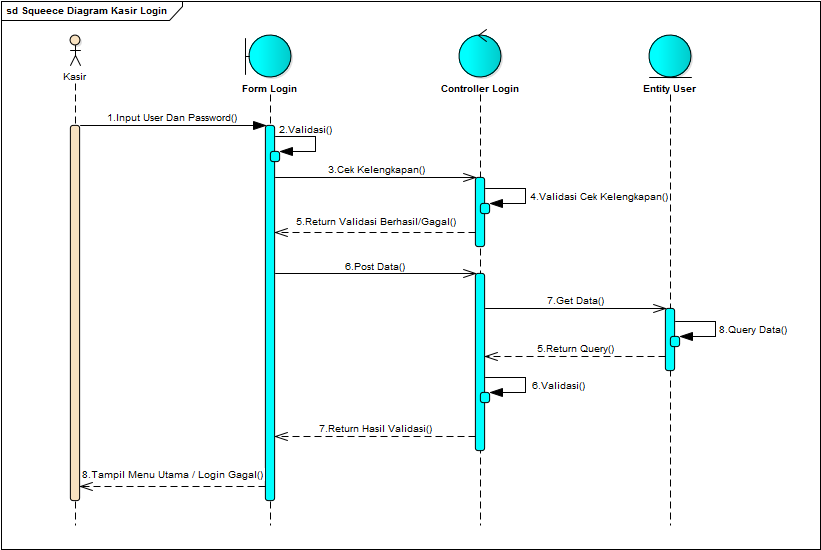 sd Squeece Diagram Kasir Login
Kasir
Form Login
Controller Login
Entity User
1.Input User Dan Password()
2.Validasi()
3.Cek Kelengkapan()
4.Validasi Cek Kelengkapan()
5.Return Validasi Berhasil/Gagal()
6.Post Data()
7.Get Data()
8.Query Data()
5.Return Query()
6.Validasi()
7.Return Hasil Validasi()
8.Tampil Menu Utama / Login Gagal()